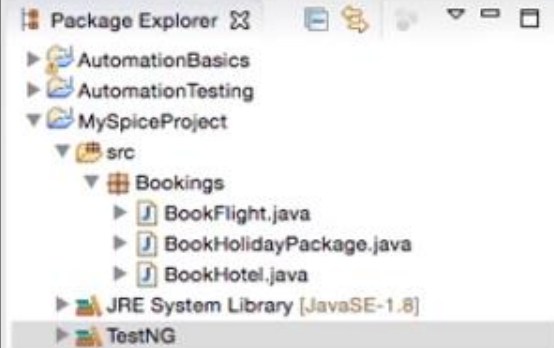 Package Explorer
AutomationBasics
AutomationTesting
MySpiceProject
src
Bookings
BookFlight.java
BookHolidayPackage.java
BookHotel.java
JRE System Library [JavaSE-1.8]
TestNG